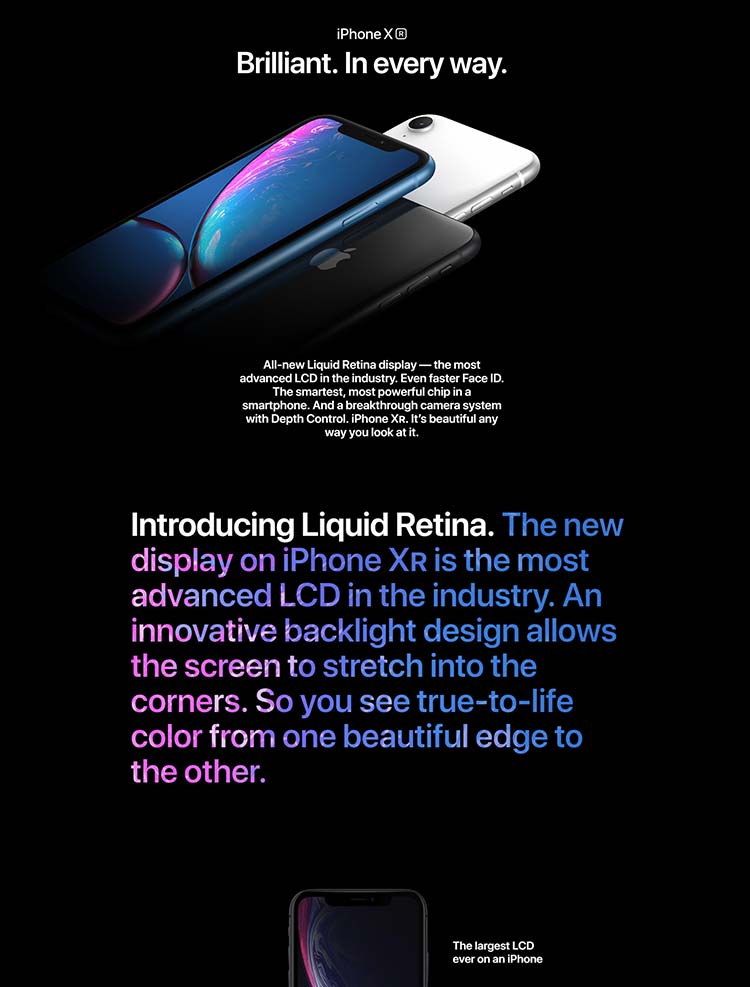 iPhone XR
Brilliant. In every way.
All-new Liquid Retina display — the most
advanced LCD in the industry. Even faster Face ID.
The smartest, most powerful chip in a
smartphone. And a breakthrough camera system
with Depth Control. iPhone XR. It's beautiful any
way you look at it.
Introducing Liquid Retina. The new
display on iPhone XR is the most
advanced LCD in the industry. An
innovative backlight design allows
the screen to stretch into the
corners. So you see true-to-life
color from one beautiful edge to
the other.
The largest LCD
ever on an iPhone